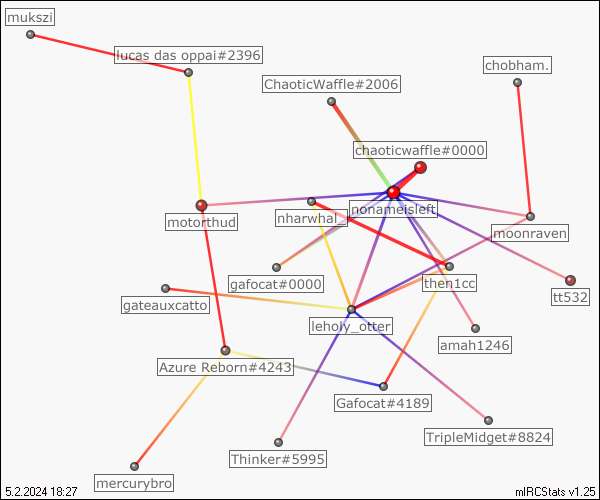 mukszi
lucas das oppai#2396
chobham.
ChaoticWaffle#2006
chaoticwaffle#0000
nonameisleft
motorthud
nharwhal.
moonraven
gafocat#0000
then1cc
tt532
gateauxcatto
leholy_otter
amah1246
Azure Reborn#4243
Gafocat#4189
TripleMidget#8824
Thinker#5995
mercurybro
5.2.2024 18:27
mIRCStats v1.25